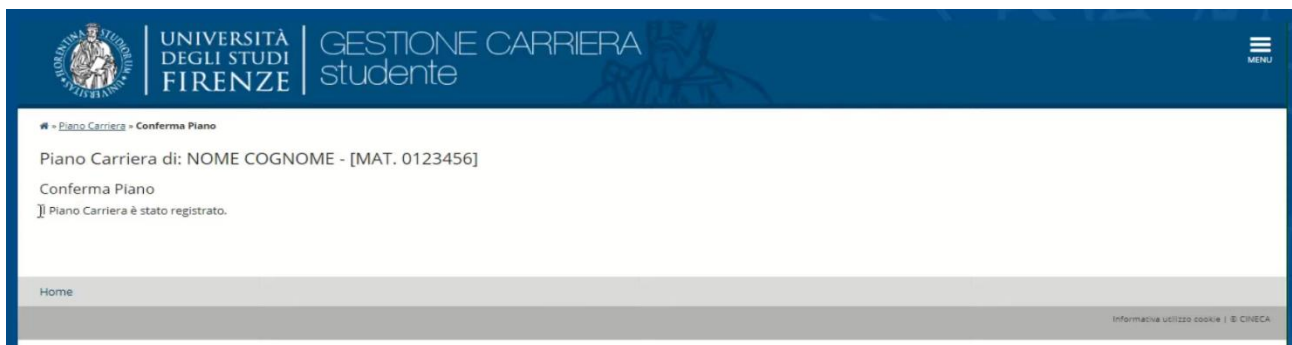 UNIVERSITÀ
DEGLI STUDI
FIRENZE
GESTIONE CARRIERA
studente
MENU
» Piano Carriera » Conferma Piano
Piano Carriera di: NOME COGNOME - [MAT. 0123456]
Conferma Piano
Il Piano Carriera è stato registrato.
Home
Informativa utilizzo cookie | © CINECA